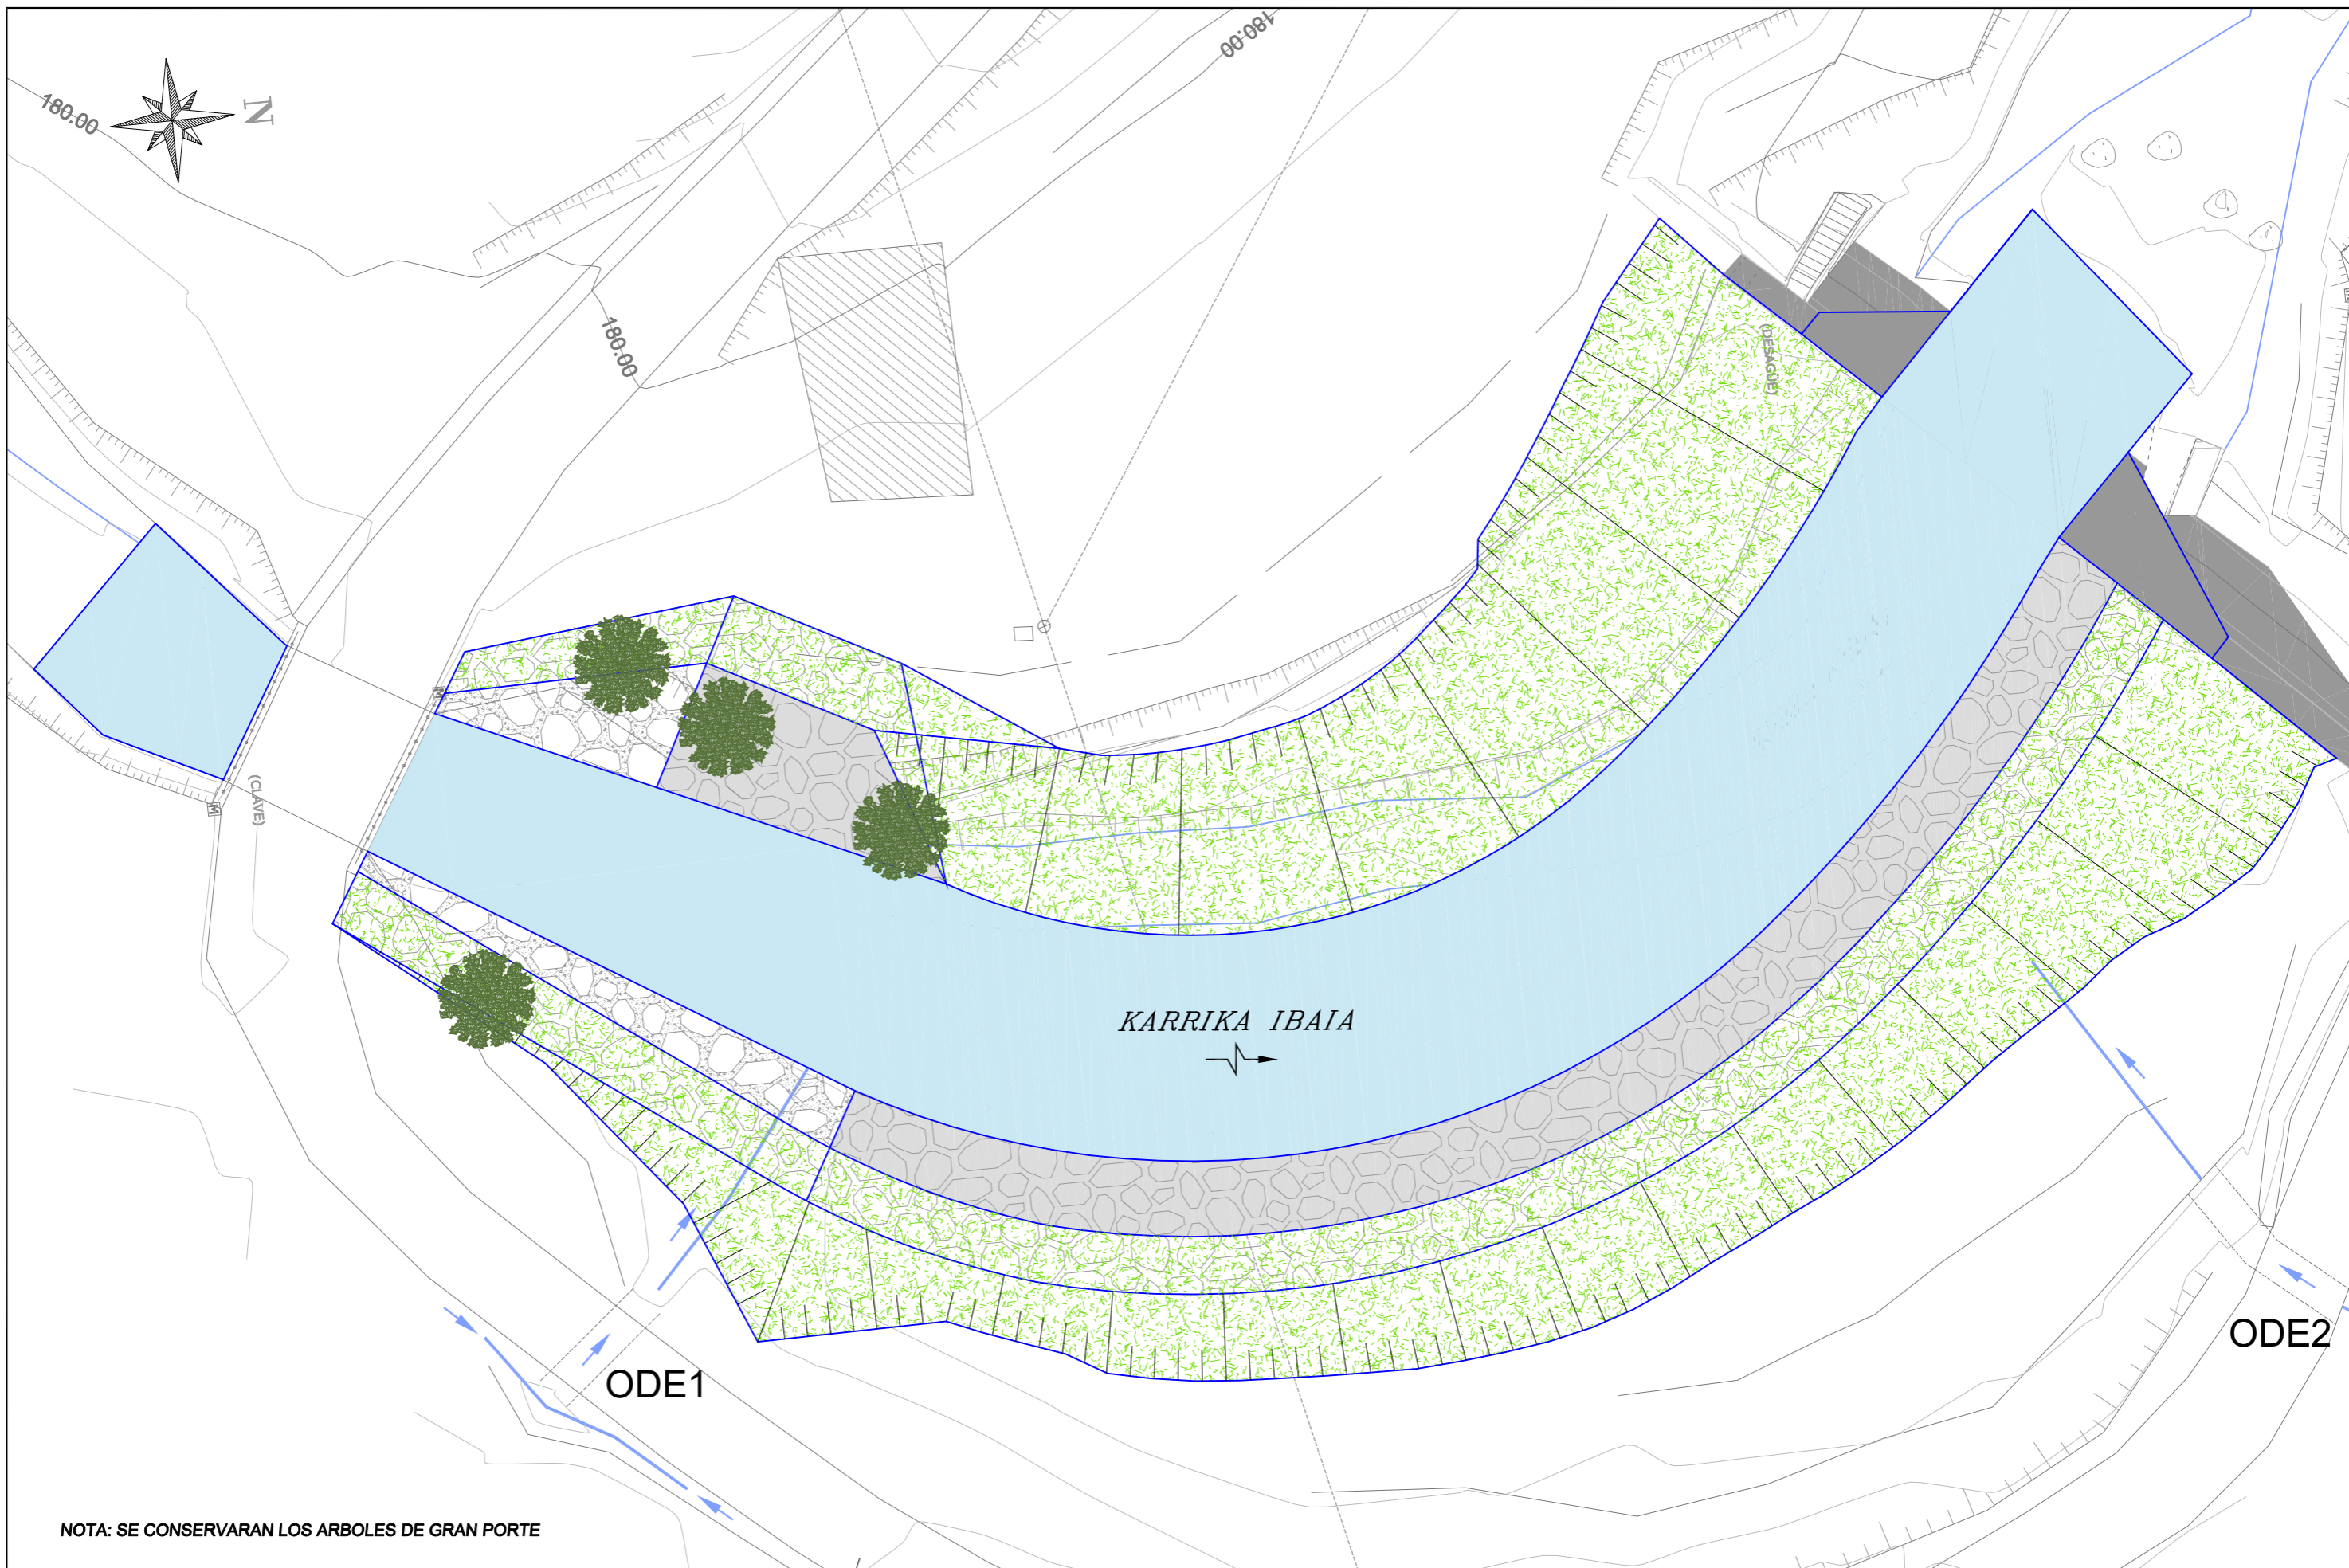 180.00
180.00
N
180.00
(DESAGÜE)
M
(CLAVE)
M
KARRIKA IBAIA
ODE1
ODE2
NOTA: SE CONSERVARAN LOS ARBOLES DE GRAN PORTE